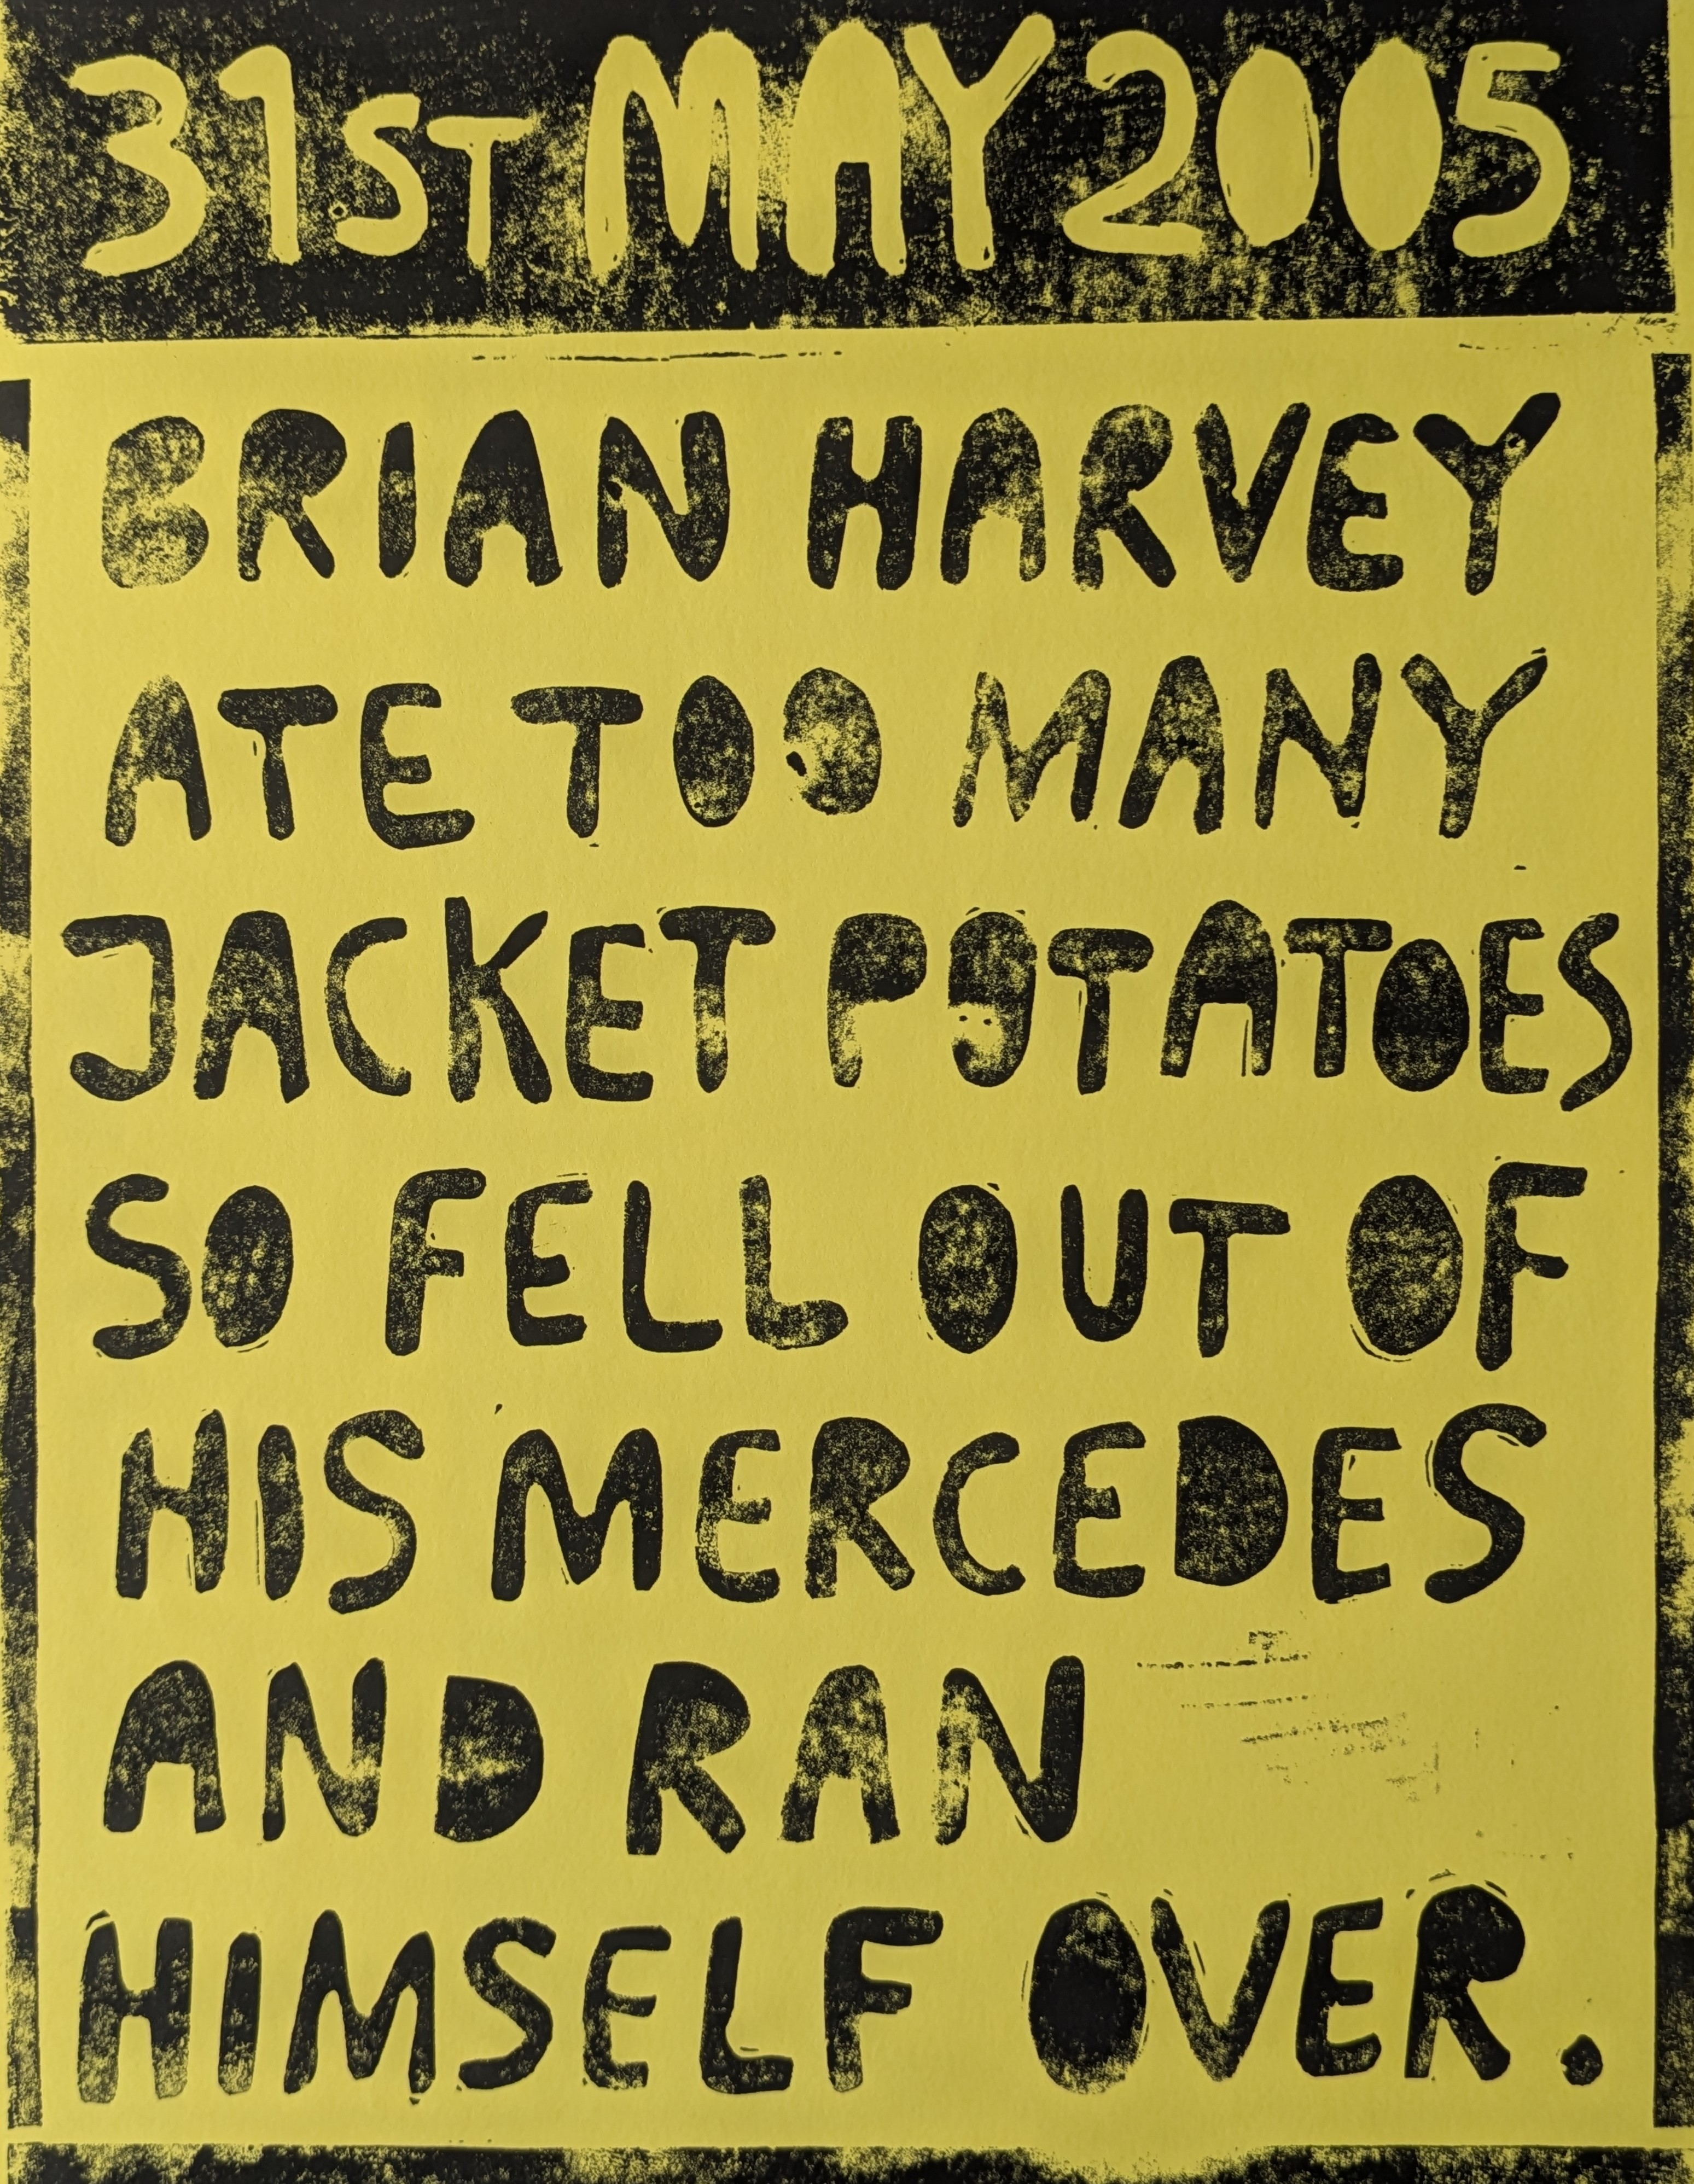 31ST MAY 2005
BRIAN HARVEY
ATE TOO MANY
JACKET POTATOES
SO FELL OUT OF
HIS MERCEDES
AND RAN
HIMSELF OVER.